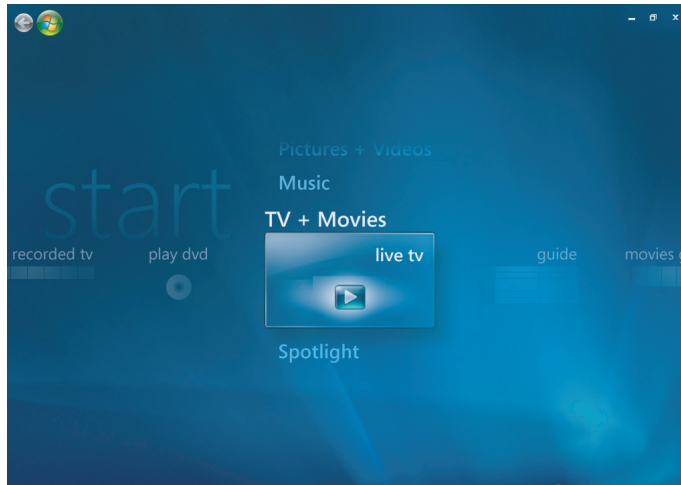 start
Pictures + Videos
Music
TV + Movies
recorded tv
play dvd
live tv
guide
movies
Spotlight